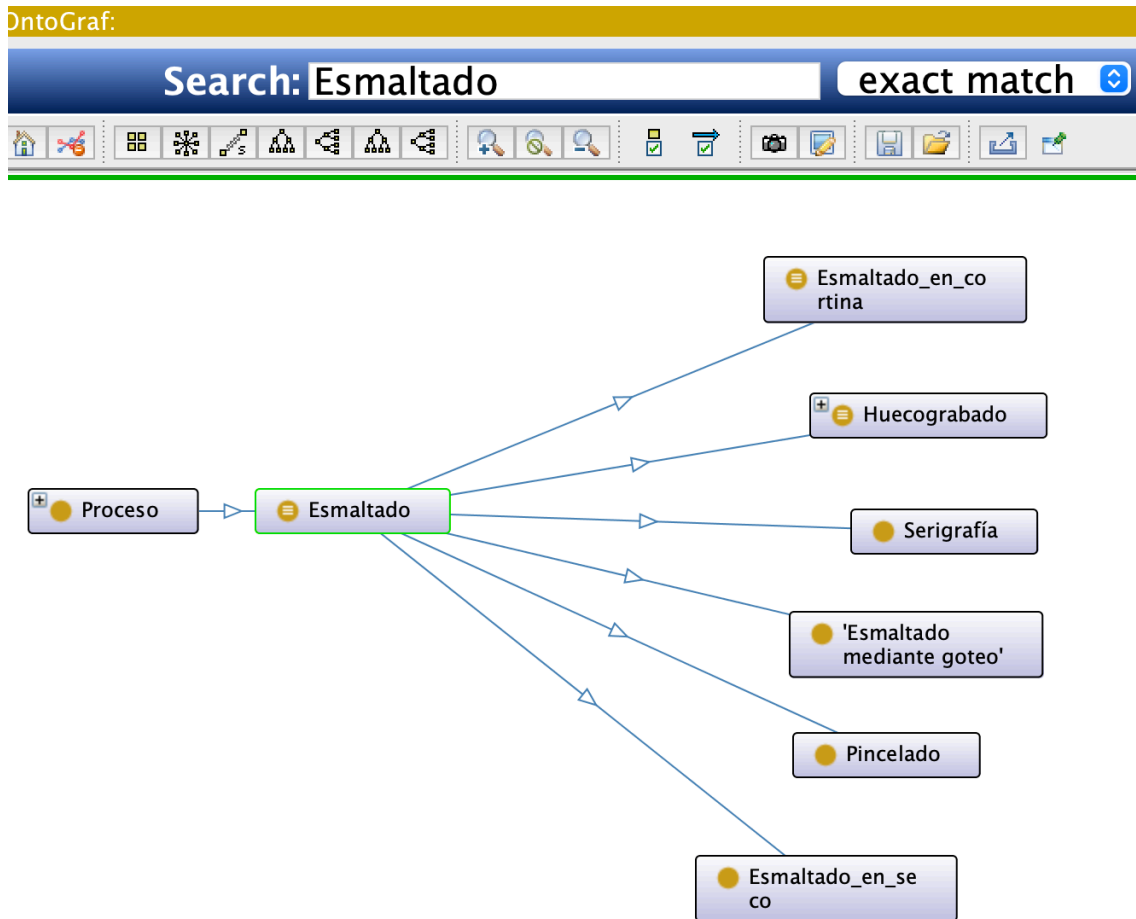 OntoGraf:
Search: Esmaltado exact match
Esmaltado_en_co
rtina
Huecograbado
Proceso
Esmaltado
Serigrafía
'Esmaltado
mediante goteo'
Pincelado
Esmaltado_en_se
co